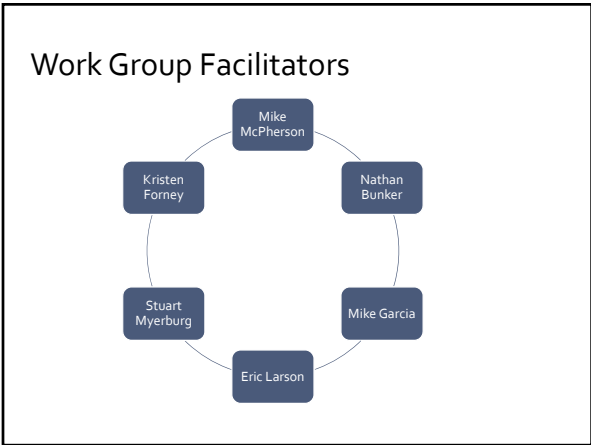 Work Group Facilitators
Mike
McPherson
Nathan
Bunker
Mike Garcia
Eric Larson
Stuart
Myerburg
Kristen
Forney